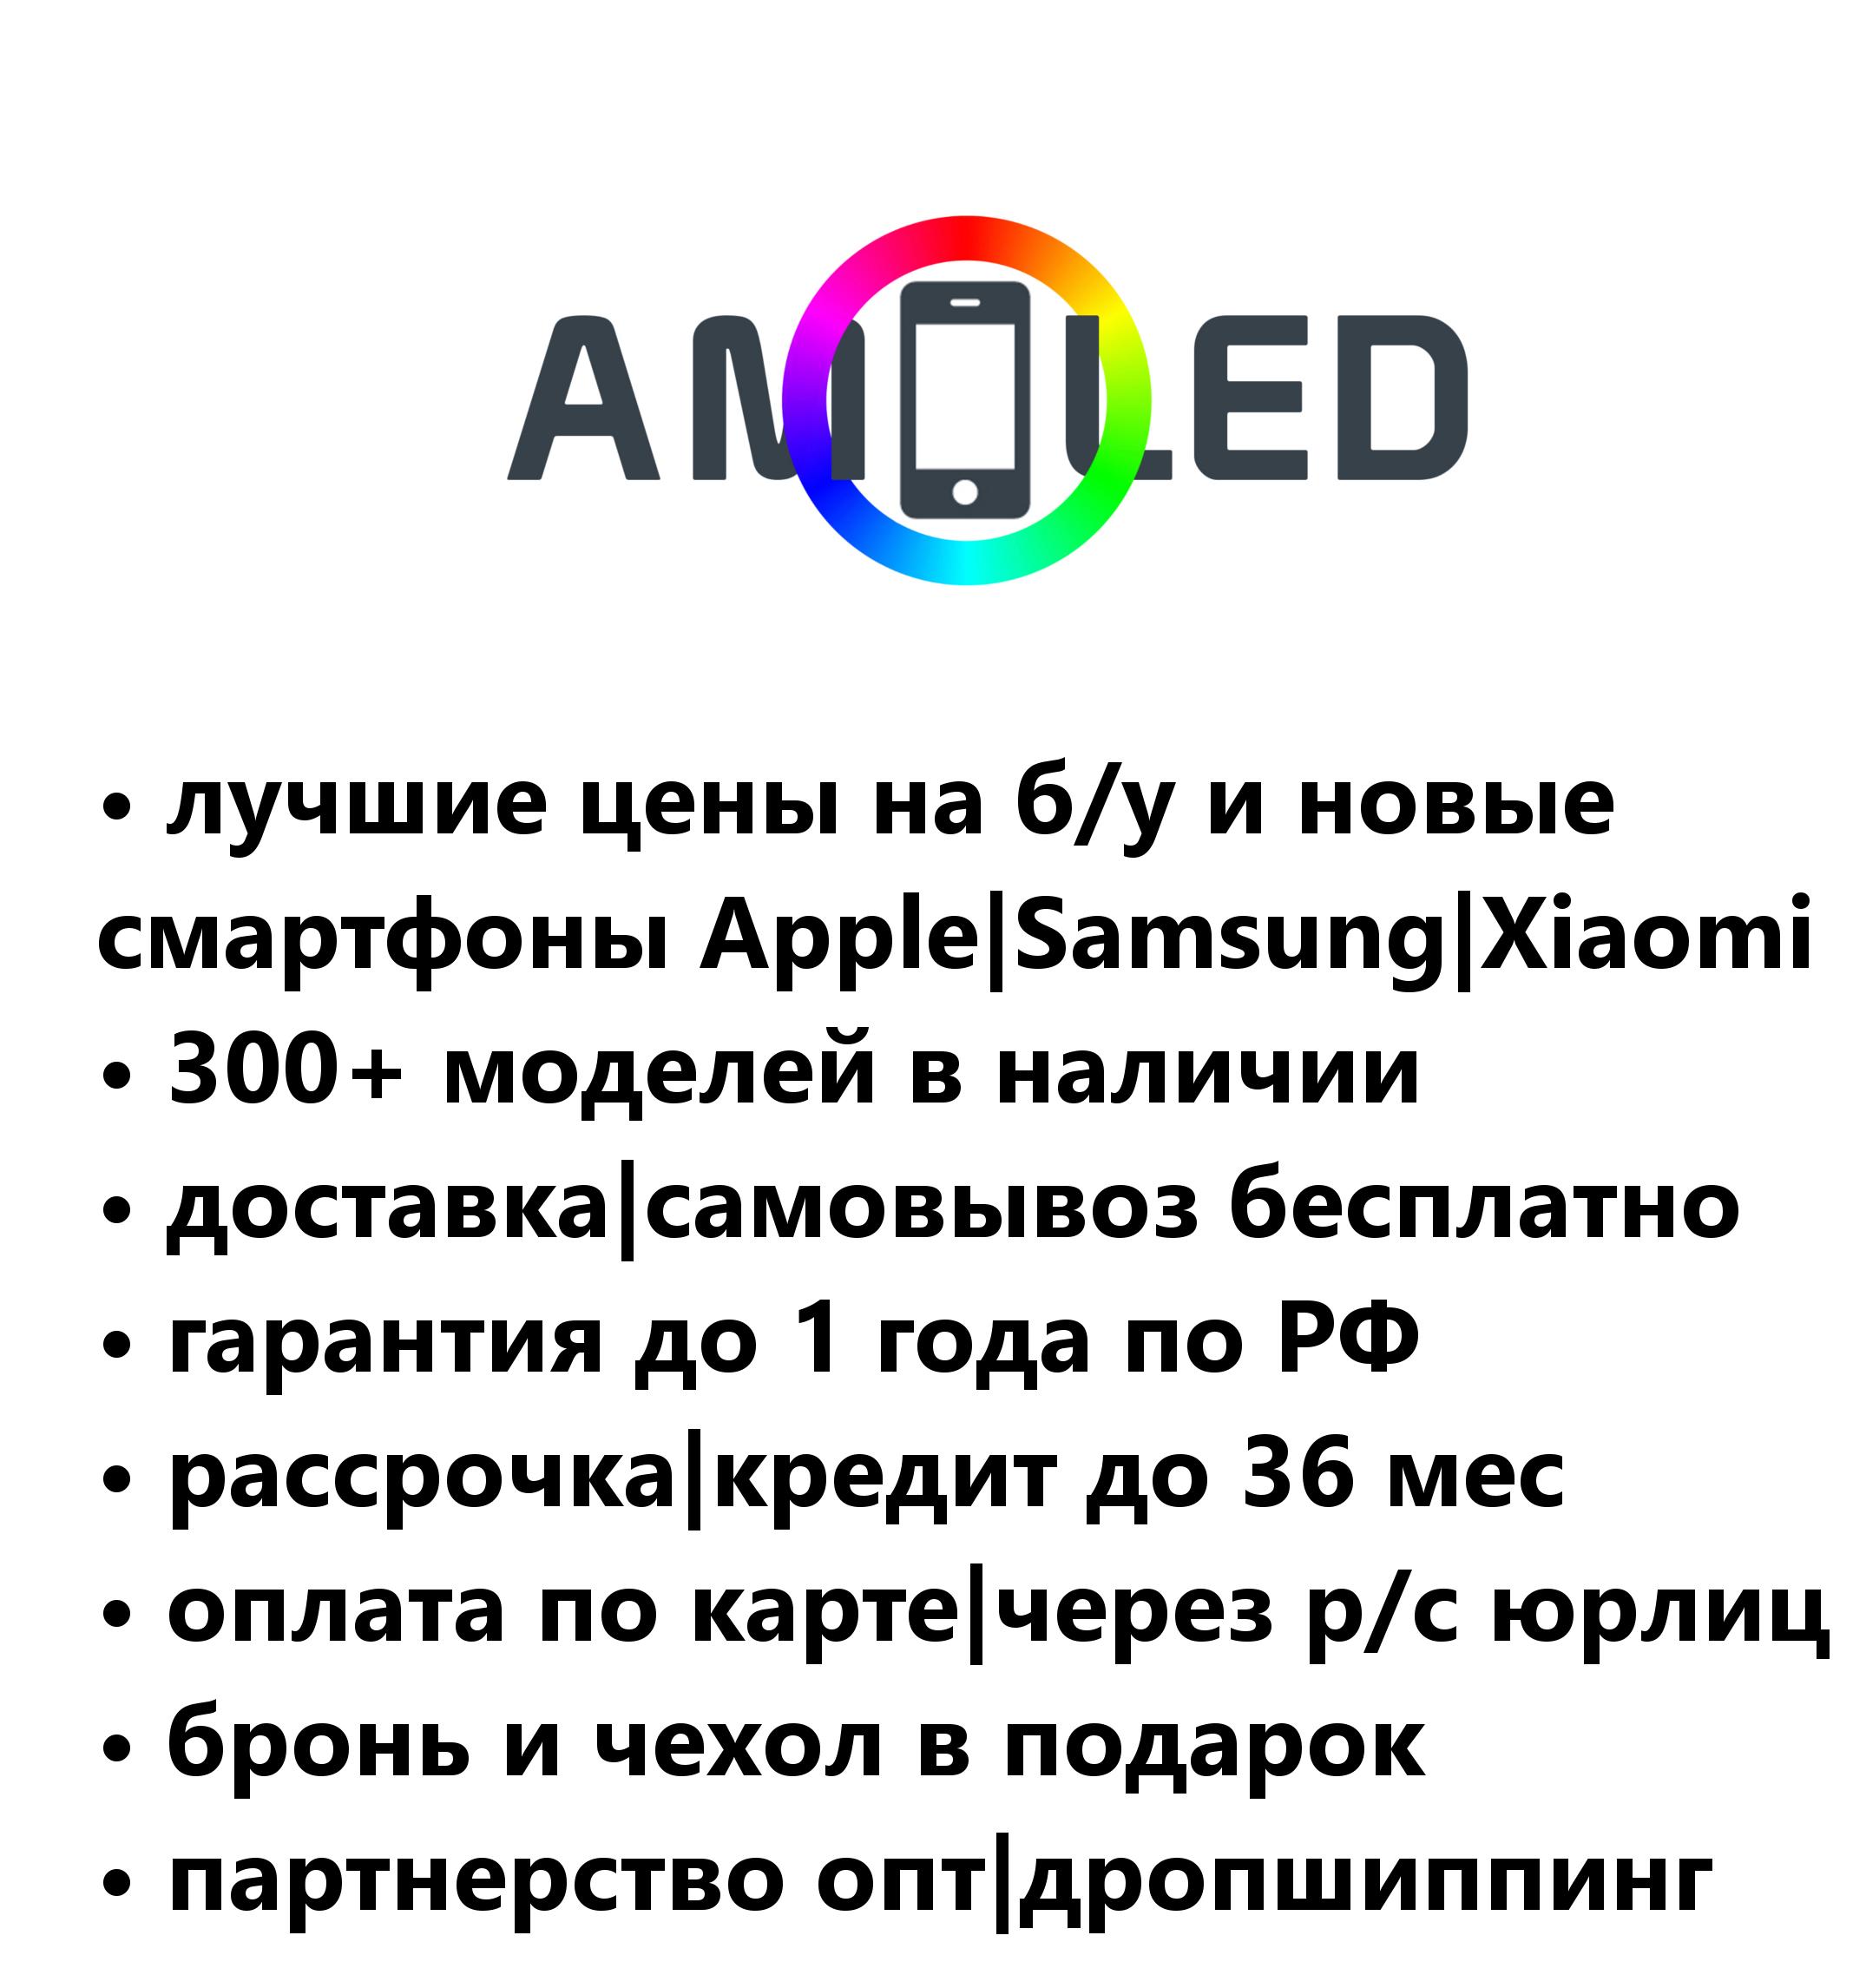 AMOLED
• лучшие цены на б/у и новые
смартфоны Apple|Samsung|Xiaomi
• 300+ моделей в наличии
• доставка|самовывоз бесплатно
• гарантия до 1 года по РФ
• рассрочка|кредит до 36 мес
• оплата по карте|через р/с юрлиц
• бронь и чехол в подарок
• партнерство опт|дропшиппинг